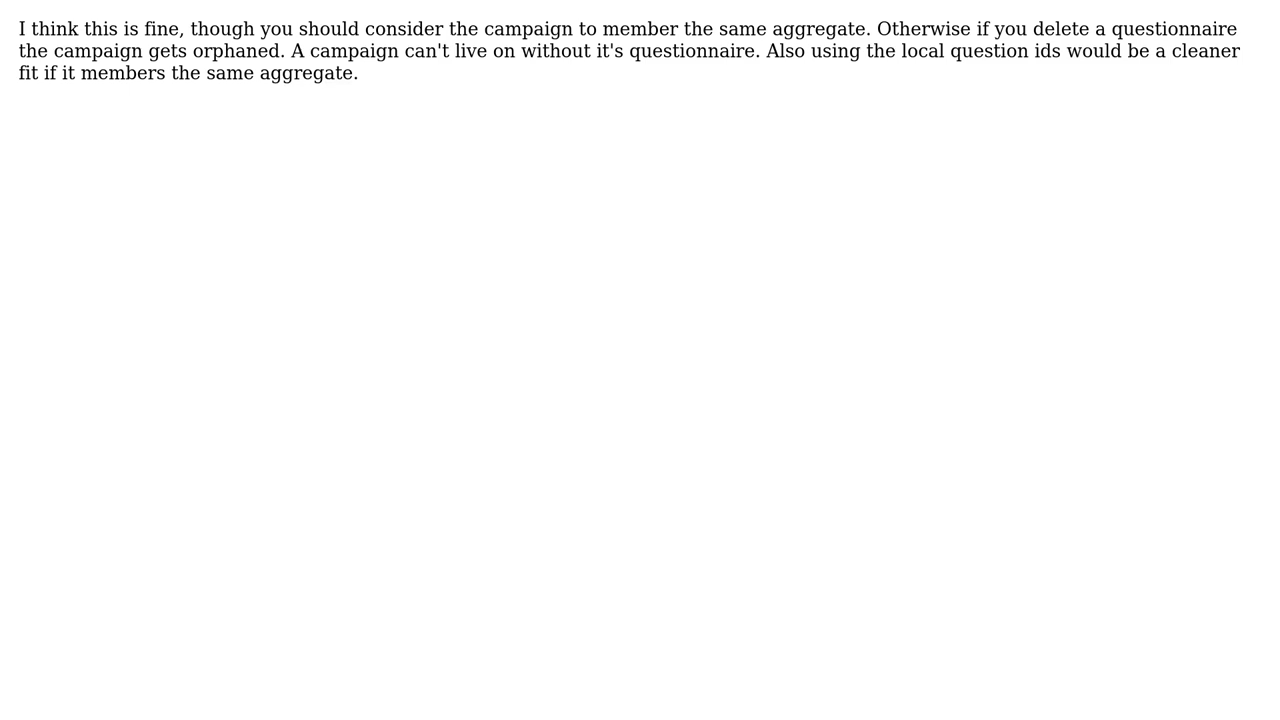 I think this is fine, though you should consider the campaign to member the same aggregate. Otherwise if you delete a questionnaire
the campaign gets orphaned. A campaign can't live on without it's questionnaire. Also using the local question ids would be a cleaner
fit if it members the same aggregate.